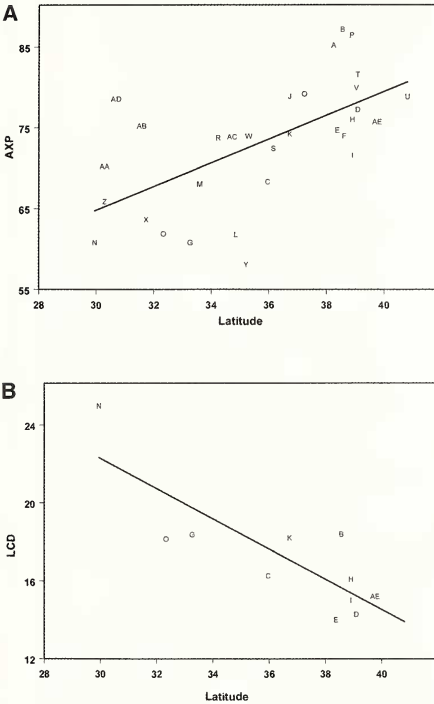 A
AXP
85
75
65
55
B
P
A
T
V
J O
U
AD
D
H
AE
AB
E
F
R AC A
K
S
I
AA
C
M
Z
X
O
L
N
G
Y
28 30 32 34 36 38 40
Latitude
B
LCD
24
20
16
12
N
O
G
K
B
C
H
I
AE
D
E
28 30 32 34 36 38 40
Latitude